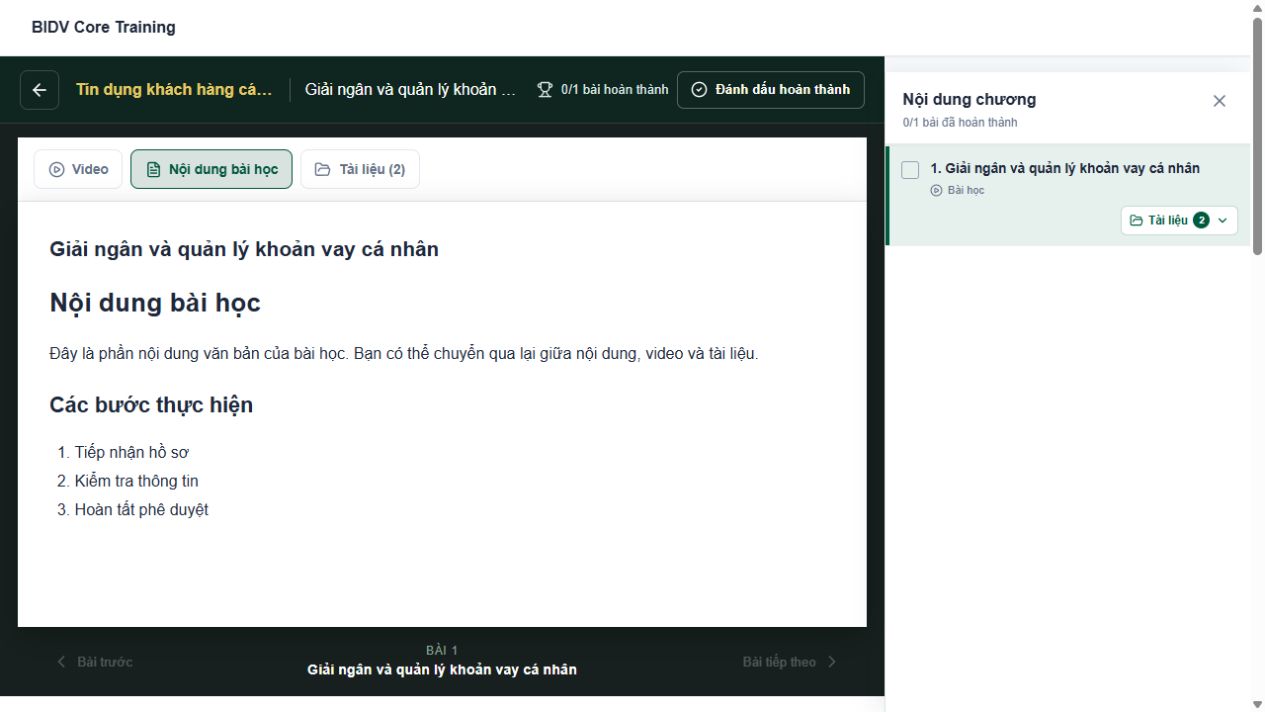 BIDV Core Training
Tín dụng khách hàng cá...
Giải ngân và quản lý khoản ...
0/1 bài hoàn thành
Đánh dấu hoàn thành
Video
Nội dung bài học
Tài liệu (2)
Giải ngân và quản lý khoản vay cá nhân
Nội dung bài học
Đây là phần nội dung văn bản của bài học. Bạn có thể chuyển qua lại giữa nội dung, video và tài liệu.
Các bước thực hiện
1. Tiếp nhận hồ sơ
2. Kiểm tra thông tin
3. Hoàn tất phê duyệt
Bài trước
BÀI 1
Giải ngân và quản lý khoản vay cá nhân
Bài tiếp theo
Nội dung chương
0/1 bài đã hoàn thành
1. Giải ngân và quản lý khoản vay cá nhân
Bài học
Tài liệu 2